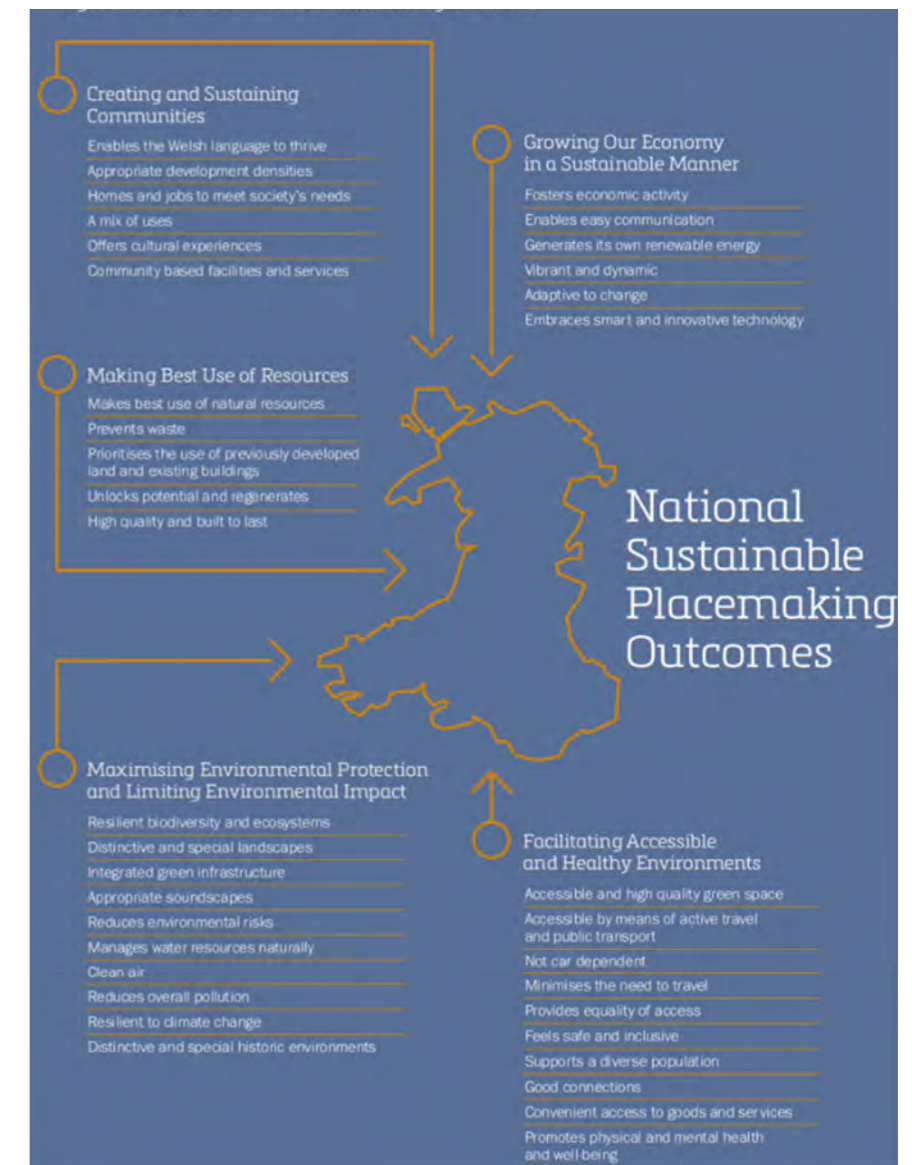 Creating and Sustaining
Communities
Enables the Welsh language to thrive
Appropriate development densities
Homes and jobs to meet society's needs
A mix of uses
Offers cultural experiences
Community based facilities and services
Growing Our Economy
in a Sustainable Manner
Fosters economic activity
Enables easy communication
Generates its own renewable energy
Vibrant and dynamic
Adaptive to change
Embraces smart and innovative technology
Making Best Use of Resources
Makes best use of natural resources
Prevents waste
Prioritises the use of previously developed
land and existing buildings
Unlocks potential and regenerates
High quality and built to last
National
Sustainable
Placemaking
Outcomes
Maximising Environmental Protection
and Limiting Environmental Impact
Resilient biodiversity and ecosystems
Distinctive and special landscapes
Integrated green infrastructure
Appropriate soundscapes
Reduces environmental risks
Manages water resources naturally
Clean air
Reduces overall pollution
Resilient to climate change
Distinctive and special historic environments
Facilitating Accessible
and Healthy Environments
Accessible and high quality green space
Accessible by means of active travel
and public transport
Not car dependent
Minimises the need to travel
Provides equality of access
Feels safe and inclusive
Supports a diverse population
Good connections
Convenient access to goods and services
Promotes physical and mental health
and well-being